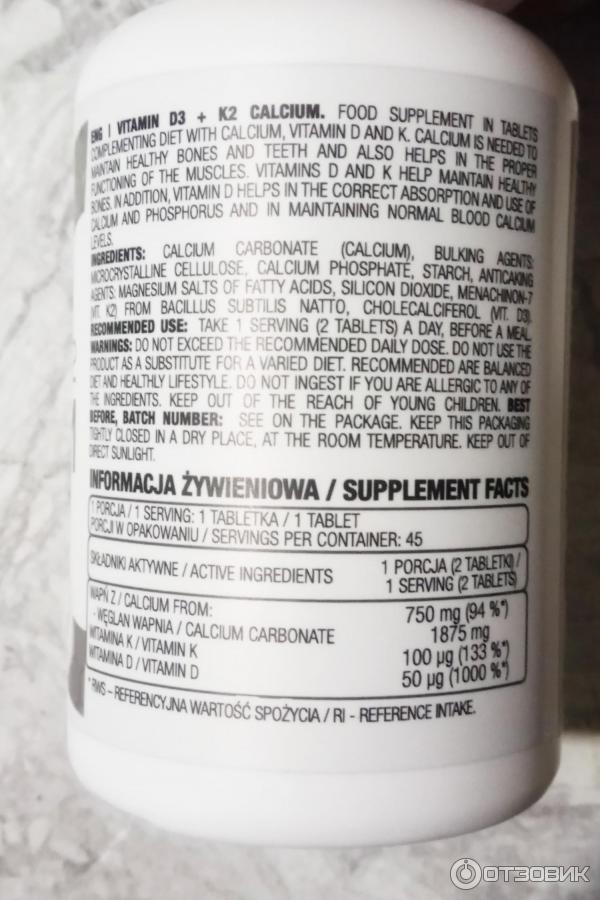 ENG | VITAMIN D3 + K2 CALCIUM. FOOD SUPPLEMENT IN TABLETS
COMPLEMENTING DIET WITH CALCIUM, VITAMIN D AND K. CALCIUM IS NEEDED TO
MAINTAIN HEALTHY BONES AND TEETH AND ALSO HELPS IN THE PROPER
FUNCTIONING OF THE MUSCLES. VITAMINS D AND K HELP MAINTAIN HEALTHY
BONES. IN ADDITION, VITAMIN D HELPS IN THE CORRECT ABSORPTION AND USE OF
CALCIUM AND PHOSPHORUS AND IN MAINTAINING NORMAL BLOOD CALCIUM
LEVELS.
INGREDIENTS: CALCIUM CARBONATE (CALCIUM), BULKING AGENTS:
MICROCRYSTALLINE CELLULOSE, CALCIUM PHOSPHATE, STARCH, ANTICAKING
AGENTS: MAGNESIUM SALTS OF FATTY ACIDS, SILICON DIOXIDE, MENACHINON-7
(VIT. K2) FROM BACILLUS SUBTILIS NATTO, CHOLECALCIFEROL (VIT. D3).
RECOMMENDED USE: TAKE 1 SERVING (2 TABLETS) A DAY, BEFORE A MEAL.
WARNINGS: DO NOT EXCEED THE RECOMMENDED DAILY DOSE. DO NOT USE THE
PRODUCT AS A SUBSTITUTE FOR A VARIED DIET. RECOMMENDED ARE BALANCED
DIET AND HEALTHLY LIFESTYLE. DO NOT INGEST IF YOU ARE ALLERGIC TO ANY OF
THE INGREDIENTS. KEEP OUT OF THE REACH OF YOUNG CHILDREN. BEST
BEFORE, BATCH NUMBER: SEE ON THE PACKAGE. KEEP THIS PACKAGING
TIGHTLY CLOSED IN A DRY PLACE, AT THE ROOM TEMPERATURE. KEEP OUT OF
DIRECT SUNLIGHT.
INFORMACJA ŻYWIENIOWA / SUPPLEMENT FACTS
1 PORCJA / 1 SERVING: 1 TABLETKA / 1 TABLET
PORCJI W OPAKOWANIU / SERVINGS PER CONTAINER: 45
SKŁADNIKI AKTYWNE / ACTIVE INGREDIENTS 1 PORCJA (2 TABLETKI) /
1 SERVING (2 TABLETS)
WAPŃ Z / CALCIUM FROM: 750 mg (94 %*)
- WĘGLAN WAPNIA / CALCIUM CARBONATE 1875 mg
WITAMINA K / VITAMIN K 100 µg (133 %*)
WITAMINA D / VITAMIN D 50 µg (1000 %*)
* RWS – REFERENCYJNA WARTOŚĆ SPOŻYCIA / RI - REFERENCE INTAKE.
ОТЗОВИК